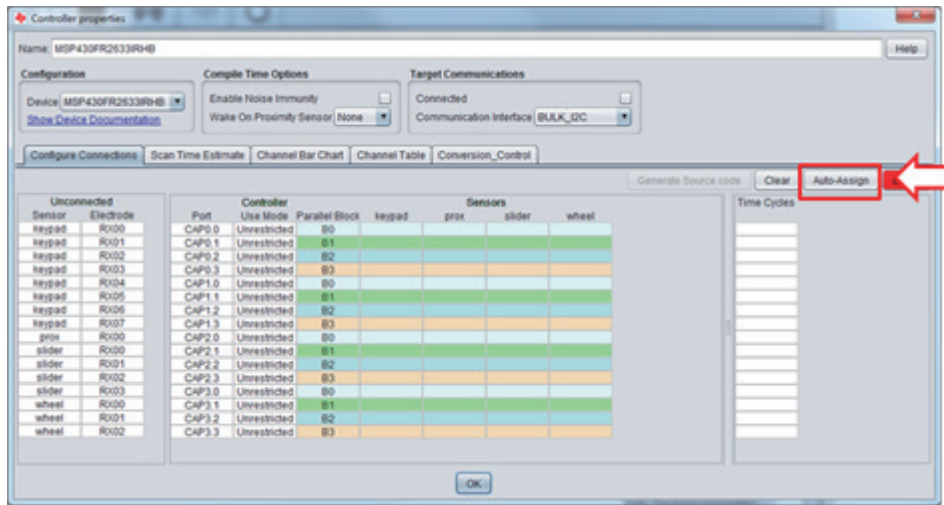 Controller properties
Name: MSP430FR2633IRHB Help
Configuration Compile Time Options Target Communications
Device MSP430FR2633IRHB Enable Noise Immunity Connected
Show Device Documentation Wake On Proximity Sensor None Communication Interface BULK_I2C
Configure Connections Scan Time Estimate Channel Bar Chart Channel Table Conversion_Control
Generate Source code Clear Auto-Assign
Unconnected Controller Sensors Time Cycles
Sensor Electrode Port Use Mode Parallel Block keypad prox slider wheel
keypad RX00 CAP0.0 Unrestricted B0
keypad RX01 CAP0.1 Unrestricted B1
keypad RX02 CAP0.2 Unrestricted B2
keypad RX03 CAP0.3 Unrestricted B3
keypad RX04 CAP1.0 Unrestricted B0
keypad RX05 CAP1.1 Unrestricted B1
keypad RX06 CAP1.2 Unrestricted B2
keypad RX07 CAP1.3 Unrestricted B3
prox RX00 CAP2.0 Unrestricted B0
slider RX00 CAP2.1 Unrestricted B1
slider RX01 CAP2.2 Unrestricted B2
slider RX02 CAP2.3 Unrestricted B3
slider RX03 CAP3.0 Unrestricted B0
wheel RX00 CAP3.1 Unrestricted B1
wheel RX01 CAP3.2 Unrestricted B2
wheel RX02 CAP3.3 Unrestricted B3
OK